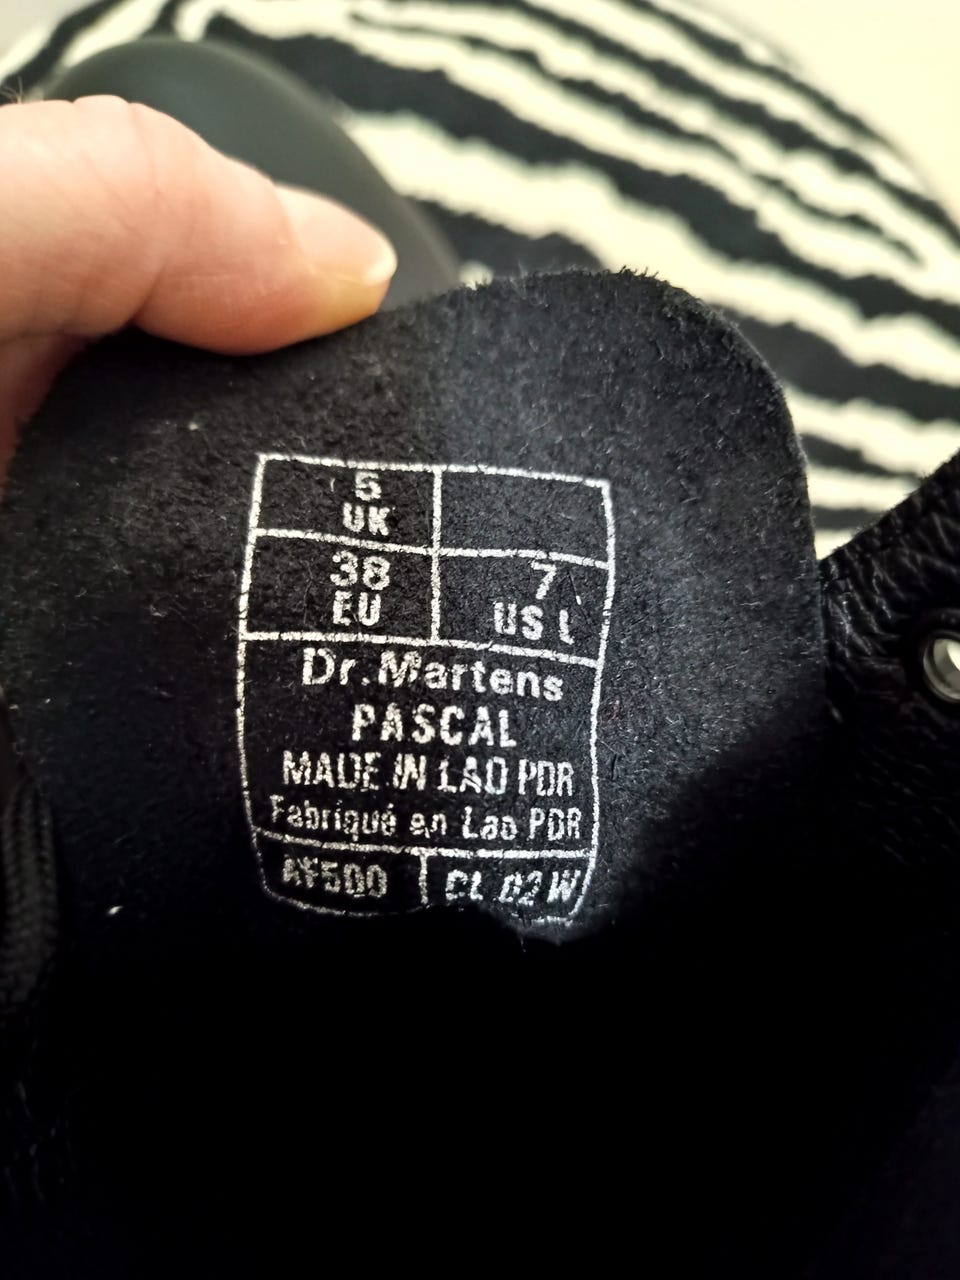 5
UK
38
EU
7
US L
Dr.Martens
PASCAL
MADE IN LAO PDR
Fabriqué en Lao PDR
CL 02 W